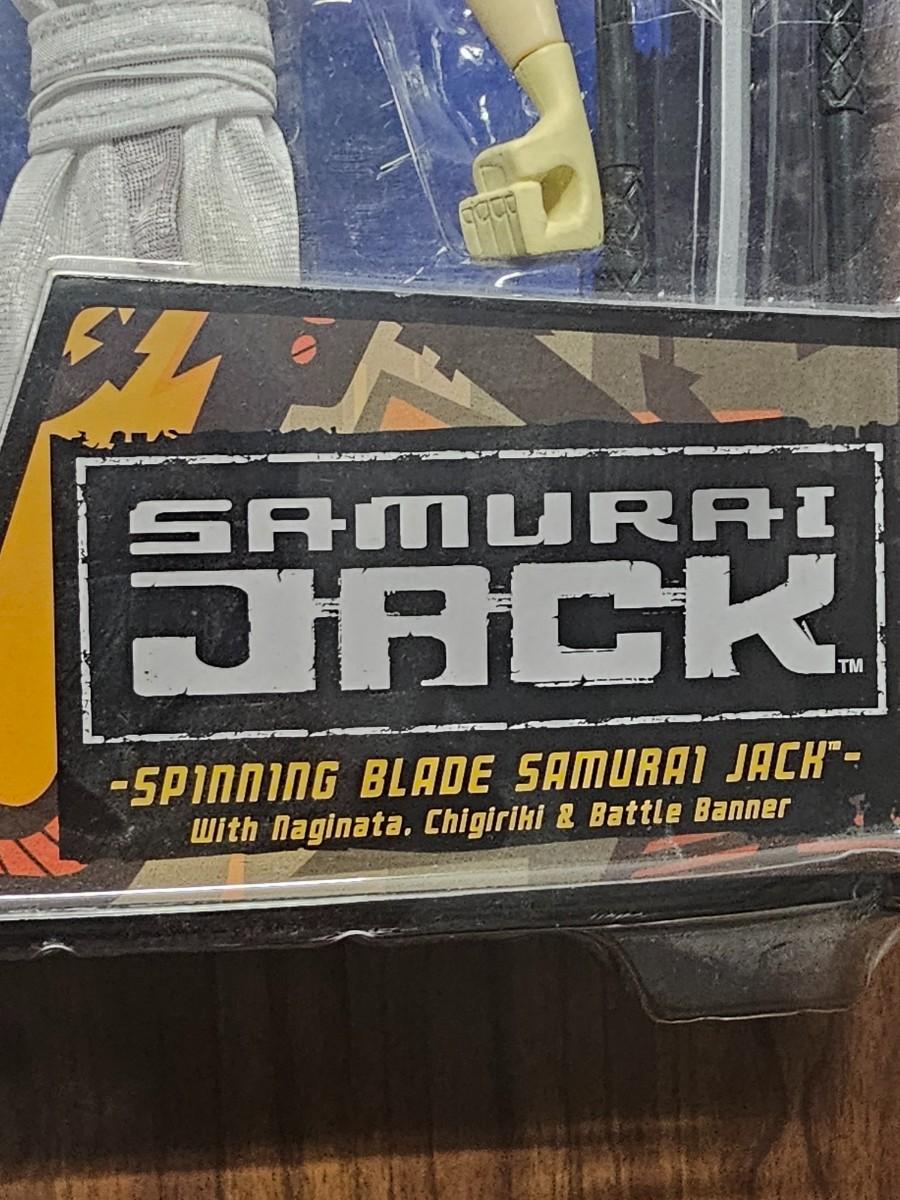 SAMURAI
JACK™
-SPINNING BLADE SAMURAI JACK™-
With Naginata, Chigiriki & Battle Banner